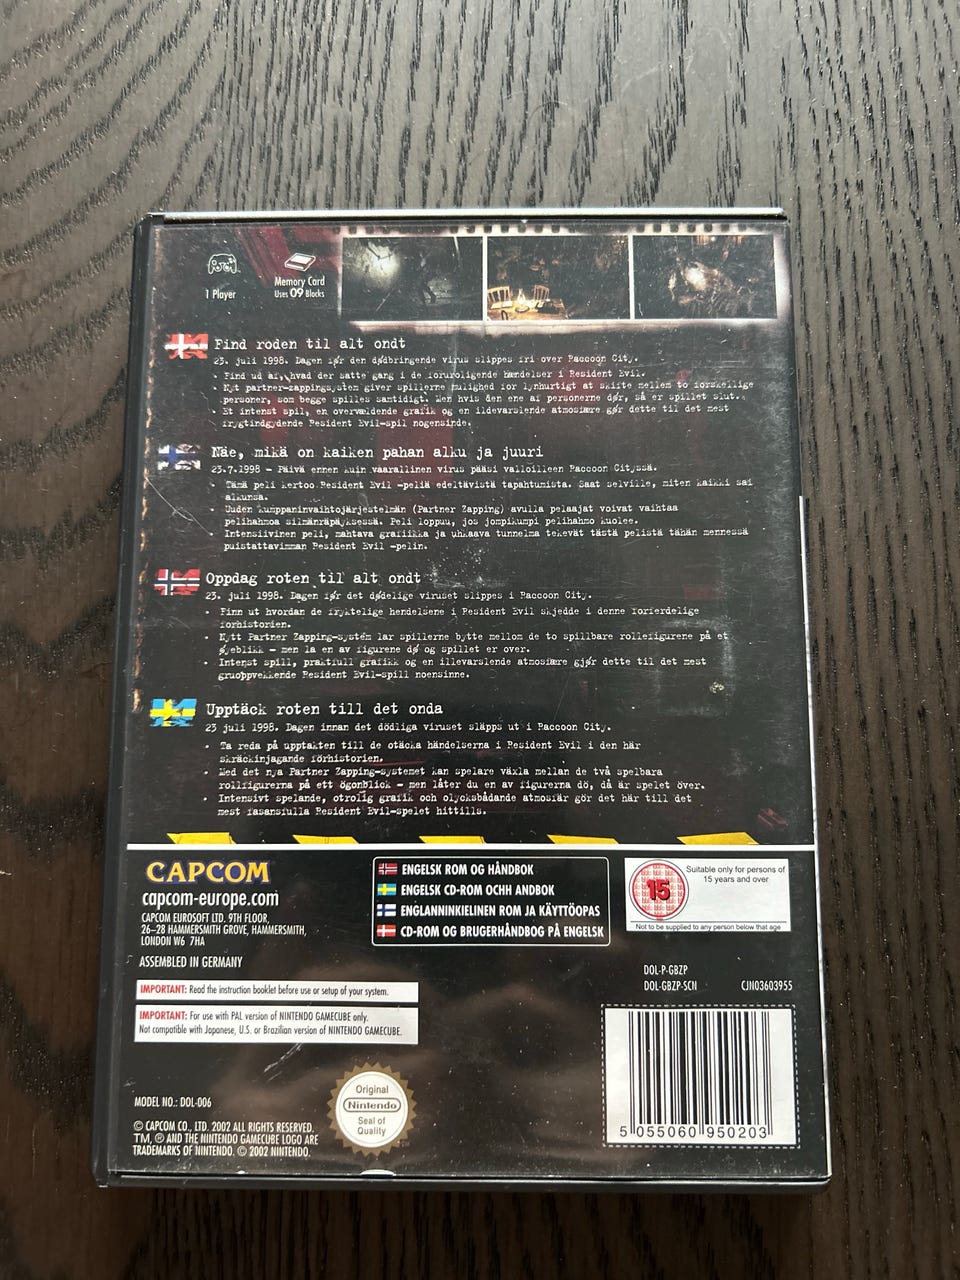 1 Player
Memory Card
Uses 09 Blocks
Find roden til alt ondt
23. juli 1998. Dagen før den dødbringende virus slippes fri over Raccoon City.
• Find ud af, hvad der satte gang i de foruroligende hændelser i Resident Evil.
• Nyt partner-zappingsystem giver spillerne mulighed for lynhurtigt at skifte mellem to forskellige
personer, som begge spilles samtidigt. Men hvis den ene af personerne dør, så er spillet slut.
• Et intenst spil, en overvældende grafik og en ildevarslende atmosfære gør dette til det mest
frygtindgydende Resident Evil-spil nogensinde.
Näe, mikä on kaiken pahan alku ja juuri
23.7.1998 – Päivä ennen kuin vaarallinen virus pääsi valloilleen Raccoon Cityssä.
• Tämä peli kertoo Resident Evil -peliä edeltävistä tapahtumista. Saat selville, miten kaikki sai
alkunsa.
• Uuden kumppaninvaihtojärjestelmän (Partner Zapping) avulla pelaajat voivat vaihtaa
pelihahmoa silmänräpäyksessä. Peli loppuu, jos jompikumpi pelihahmo kuolee.
• Intensiivinen peli, mahtava grafiikka ja uhkaava tunnelma tekevät tästä pelistä tähän mennessä
puistattavimman Resident Evil -pelin.
Oppdag roten til alt ondt
23. juli 1998. Dagen før det dødelige viruset slippes i Raccoon City.
• Finn ut hvordan de fryktelige hendelsene i Resident Evil skjedde i denne forferdelige
forhistorien.
• Nytt Partner Zapping-systém lar spillerne bytte mellom de to spillbare rollefigurene på et
øyeblikk – men la en av figurene dø og spillet er over.
• Intenst spill, praktfull grafikk og en illevarslende atmosfære gjør dette til det mest
gruoppvekkende Resident Evil-spill noensinne.
Upptäck roten till det onda
23 juli 1998. Dagen innan det dödliga viruset släpps ut i Raccoon City.
• Ta reda på upptakten till de otäcka händelserna i Resident Evil i den här
skräckinjagande förhistorien.
• Med det nya Partner Zapping-systemet kan spelare växla mellan de två spelbara
rollfigurerna på ett ögonblick – men låter du en av figurerna dö, då är spelet över.
• Intensivt spelande, otrolig grafik och olycksbådande atmosfär gör det här till det
mest fasansfulla Resident Evil-spelet hittills.
CAPCOM
capcom-europe.com
CAPCOM EUROSOFT LTD. 9TH FLOOR,
26–28 HAMMERSMITH GROVE, HAMMERSMITH,
LONDON W6 7HA
ASSEMBLED IN GERMANY
ENGELSK ROM OG HÅNDBOK
ENGELSK CD-ROM OCHH ANDBOK
ENGLANNINKIELINEN ROM JA KÄYTTÖOPAS
CD-ROM OG BRUGERHÅNDBOG PÅ ENGELSK
15
Suitable only for persons of
15 years and over
Not to be supplied to any person below that age
DOL-P-GBZP
DOL-GBZP-SCN CJN03603955
IMPORTANT: Read the instruction booklet before use or setup of your system.
IMPORTANT: For use with PAL version of NINTENDO GAMECUBE only.
Not compatible with Japanese, U.S. or Brazilian version of NINTENDO GAMECUBE.
MODEL NO.: DOL-006
© CAPCOM CO., LTD. 2002 ALL RIGHTS RESERVED.
TM, ® AND THE NINTENDO GAMECUBE LOGO ARE
TRADEMARKS OF NINTENDO. © 2002 NINTENDO.
Original
Nintendo
Seal of
Quality
5 055060 950203